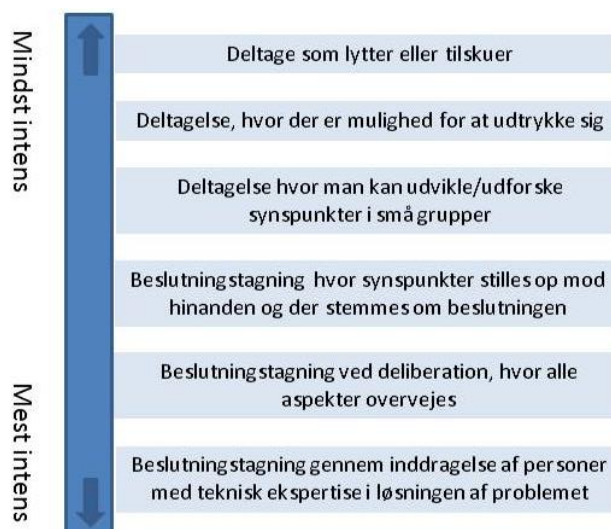 Mindst intens
Deltage som lytter eller tilskuer
Deltagelse, hvor der er mulighed for at udtrykke sig
Deltagelse hvor man kan udvikle/udforske
synspunkter i små grupper
Beslutningstagning hvor synspunkter stilles op mod
hinanden og der stemmes om beslutningen
Mest intens
Beslutningstagning ved deliberation, hvor alle
aspekter overvejes
Beslutningstagning gennem inddragelse af personer
med teknisk ekspertise i løsningen af problemet